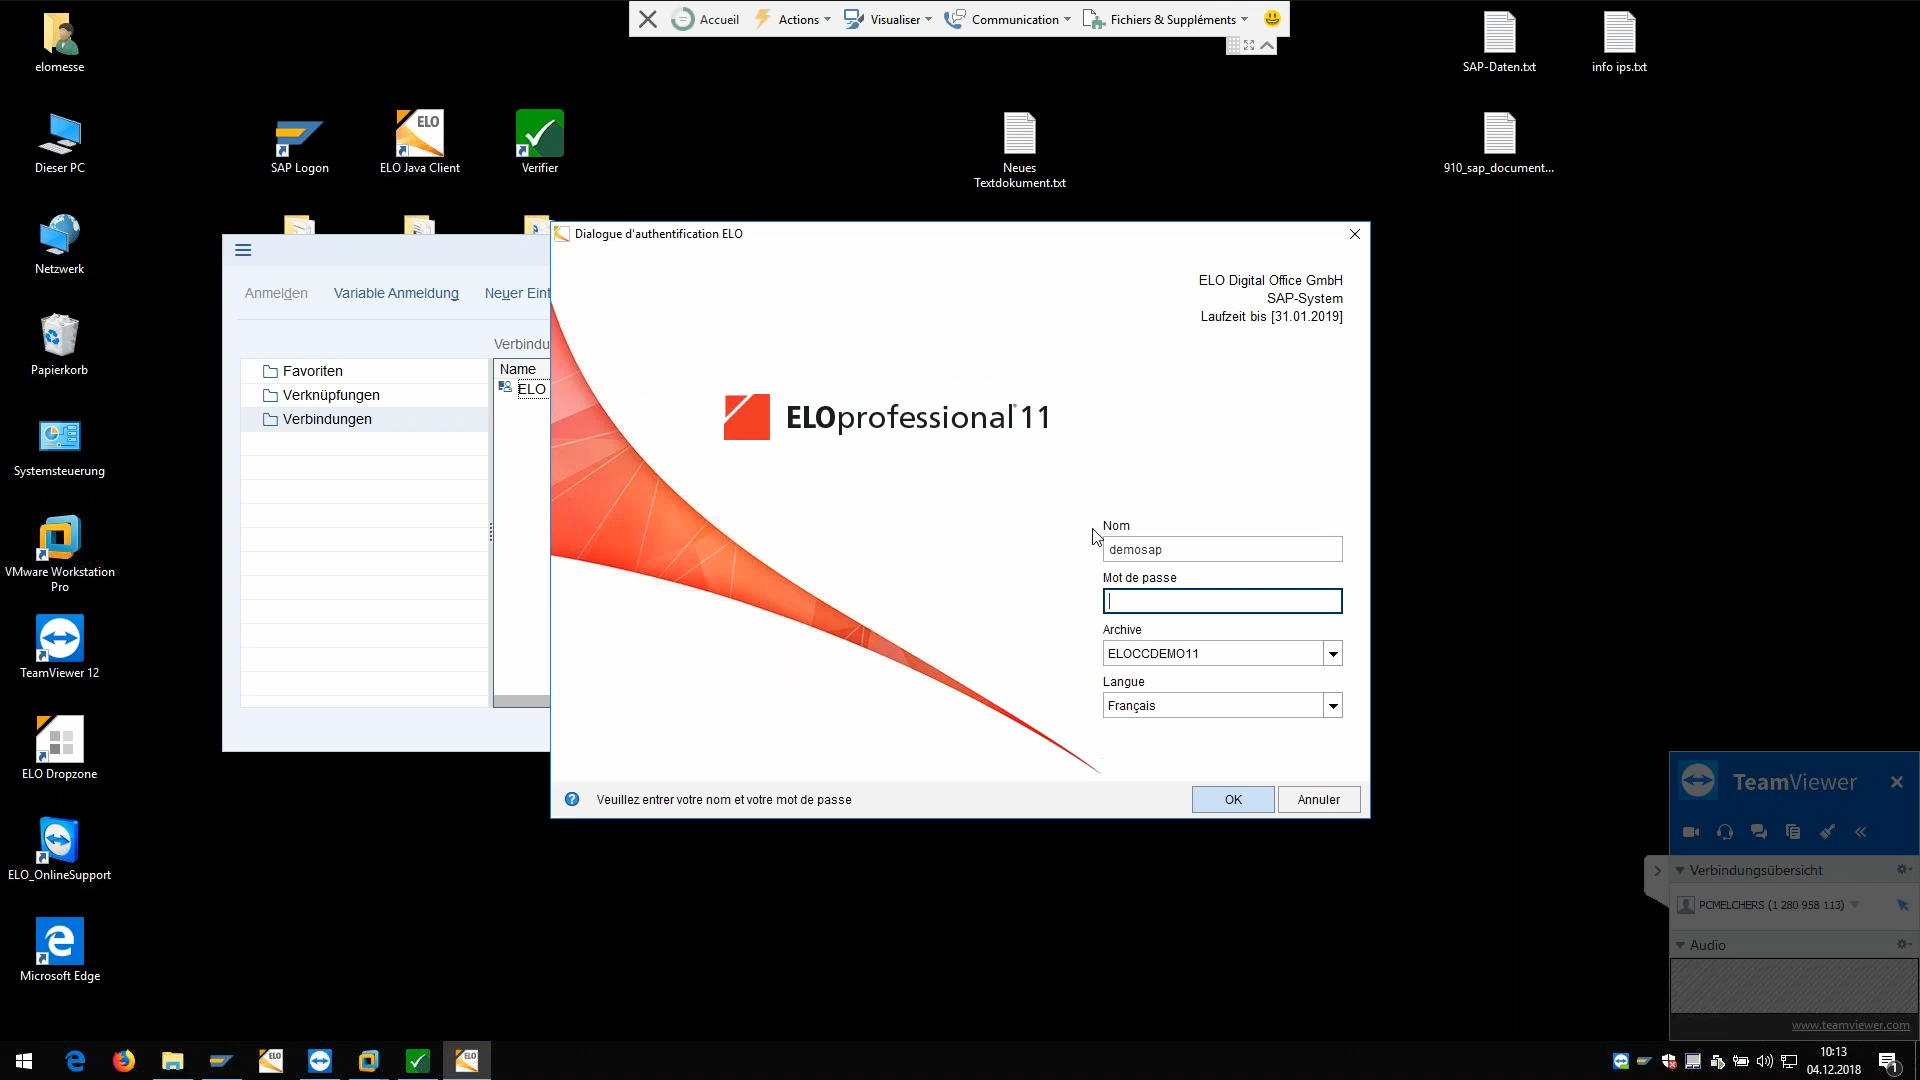 Accueil
Actions
Visualiser
Communication
Fichiers & Suppléments
elomesse
SAP-Daten.txt
info ips.txt
Dieser PC
SAP Logon
ELO
ELO Java Client
Verifier
Neues
Textdokument.txt
910_sap_document...
Netzwerk
Papierkorb
Systemsteuerung
VMware Workstation
Pro
TeamViewer 12
ELO Dropzone
ELO_OnlineSupport
Microsoft Edge
Anmelden
Variable Anmeldung
Neuer Eint
Verbindu
Favoriten
Verknüpfungen
Verbindungen
Name
ELO
Dialogue d'authentification ELO
ELO Digital Office GmbH
SAP-System
Laufzeit bis [31.01.2019]
ELOprofessional® 11
Nom
demosap
Mot de passe
Archive
ELOCCDEMO11
Langue
Français
Veuillez entrer votre nom et votre mot de passe
OK
Annuler
TeamViewer
Verbindungsübersicht
PCMELCHERS (1 280 958 113)
Audio
www.teamviewer.com
ELO
ELO
10:13
04.12.2018
1